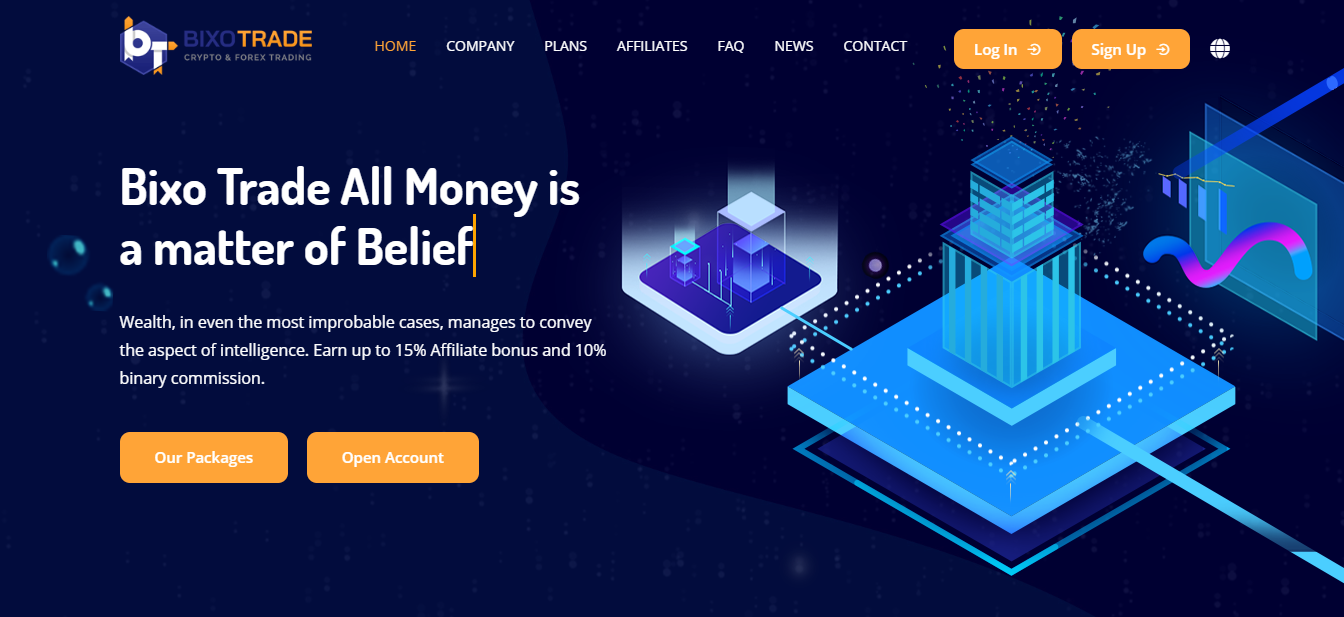 bT
BIXOTRADE
CRYPTO & FOREX TRADING
HOME COMPANY PLANS AFFILIATES FAQ NEWS CONTACT
Log In Sign Up
Bixo Trade All Money is
a matter of Belief
Wealth, in even the most improbable cases, manages to convey
the aspect of intelligence. Earn up to 15% Affiliate bonus and 10%
binary commission.
Our Packages Open Account